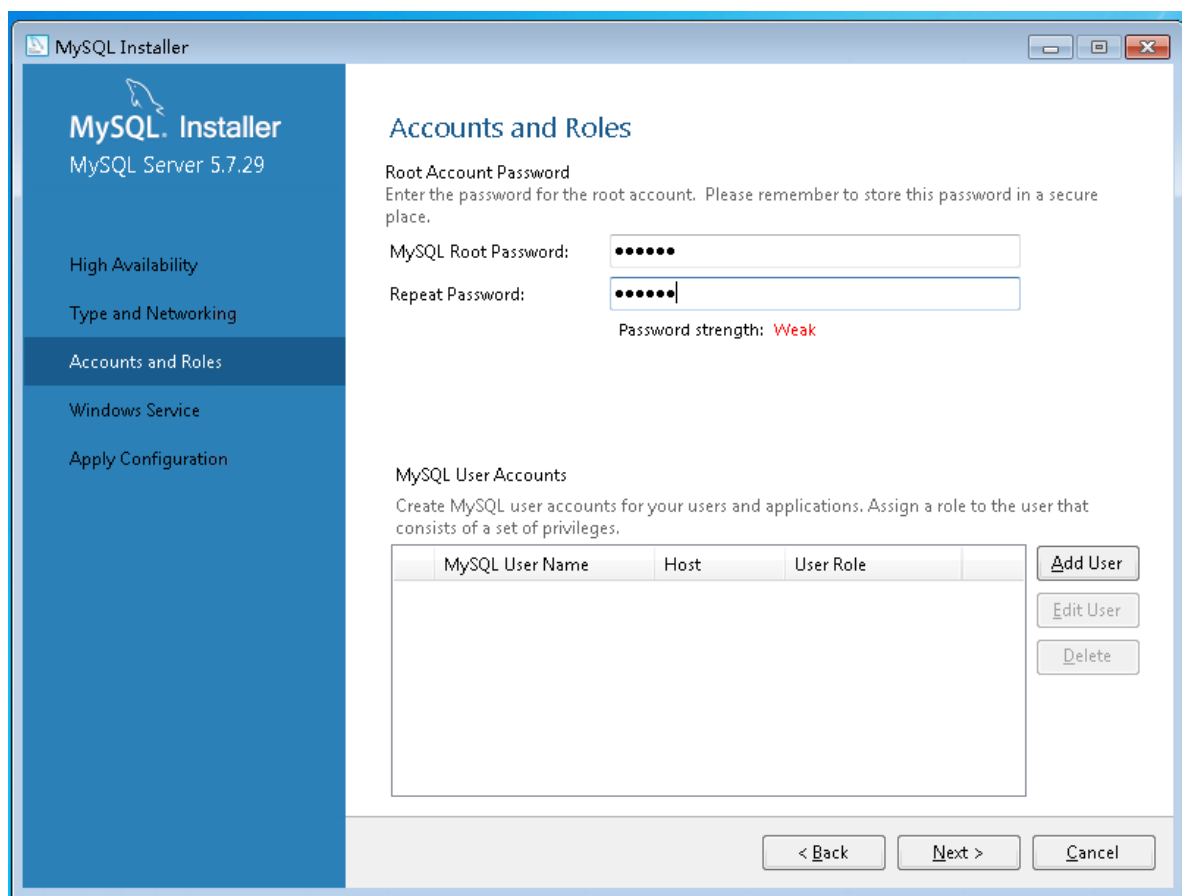 MySQL Installer
MySQL. Installer
MySQL Server 5.7.29
High Availability
Type and Networking
Accounts and Roles
Windows Service
Apply Configuration
Accounts and Roles
Root Account Password
Enter the password for the root account.  Please remember to store this password in a secure
place.
MySQL Root Password: ••••••
Repeat Password: ••••••
Password strength: Weak
MySQL User Accounts
Create MySQL user accounts for your users and applications. Assign a role to the user that
consists of a set of privileges.
MySQL User Name Host User Role
Add User
Edit User
Delete
< Back Next > Cancel